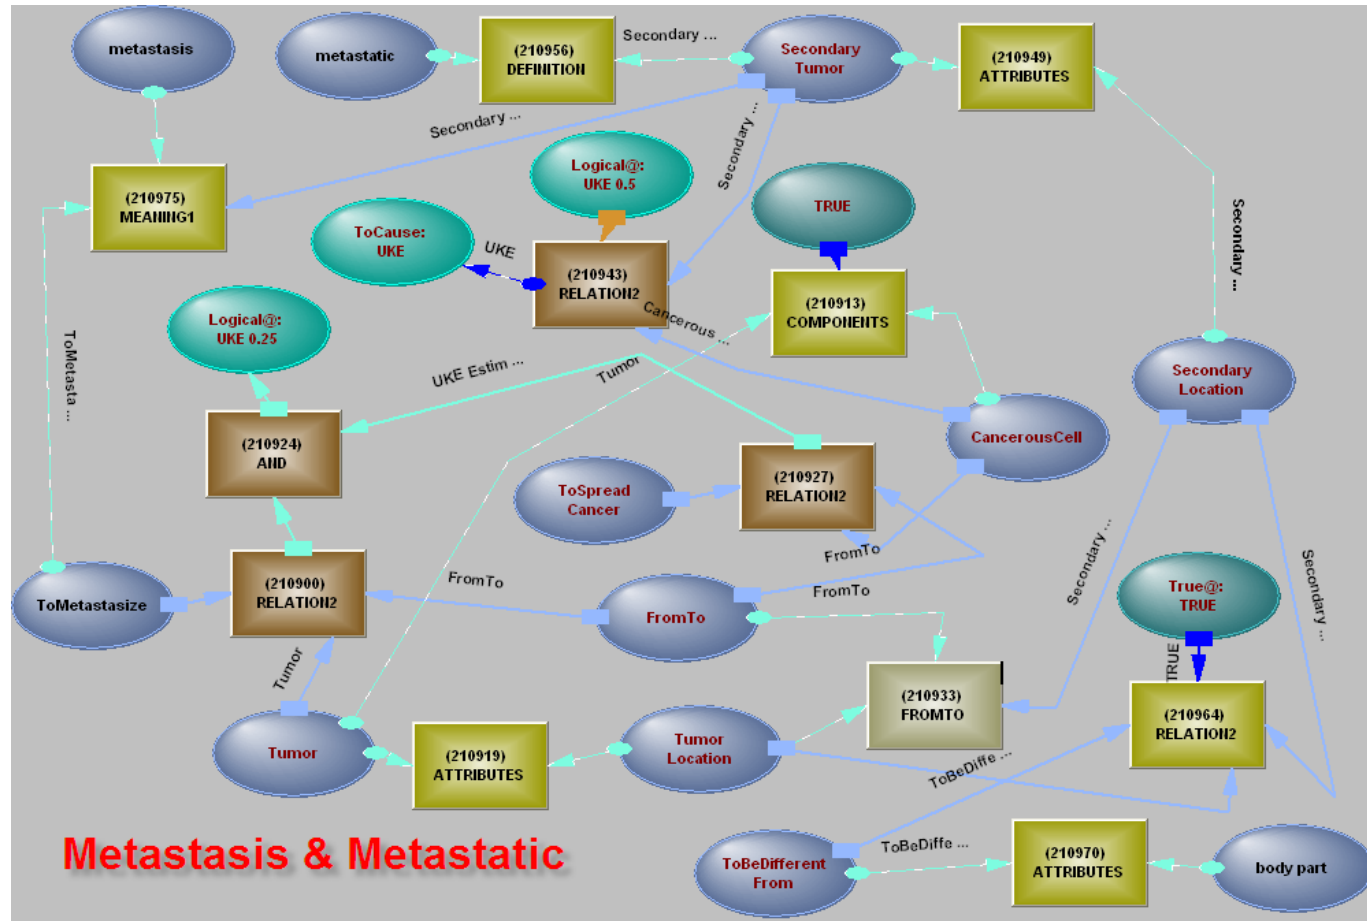 metastasis
metastatic
(210956)
DEFINITION
Secondary ...
Secondary
Tumor
(210949)
ATTRIBUTES
Secondary ...
Secondary ...
Secondary ...
(210975)
MEANING1
Logical@:
UKE 0.5
TRUE
ToCause:
UKE
UKE
(210943)
RELATION2
Cancerous ...
(210913)
COMPONENTS
Logical@:
UKE 0.25
UKE Estim ...
Tumor
ToMetasta ...
Secondary
Location
(210924)
AND
CancerousCell
ToSpread
Cancer
(210927)
RELATION2
FromTo
FromTo
FromTo
Secondary ...
Secondary ...
ToMetastasize
(210900)
RELATION2
FromTo
True@:
TRUE
TRUE
Tumor
(210933)
FROMTO
(210964)
RELATION2
Tumor
(210919)
ATTRIBUTES
Tumor
Location
ToBeDiffe ...
Metastasis & Metastatic
ToBeDifferent
From
ToBeDiffe ...
(210970)
ATTRIBUTES
body part